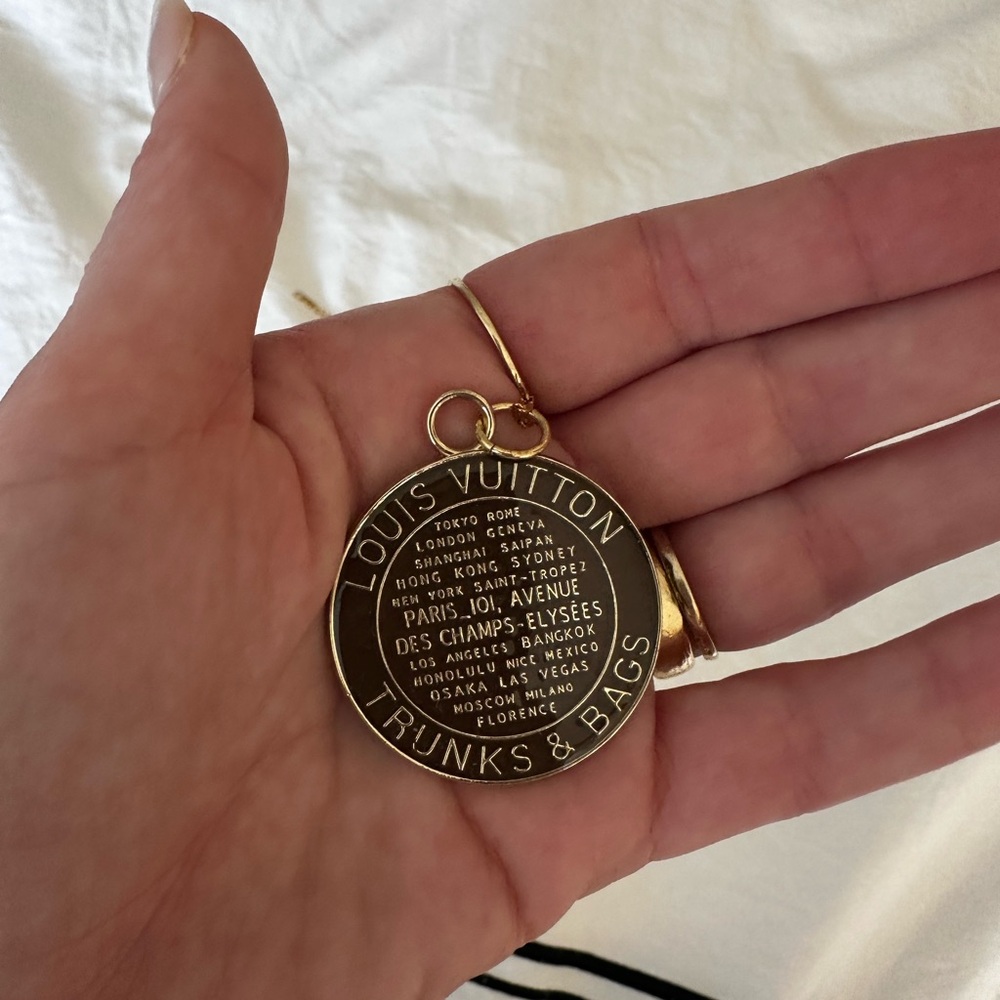 LOUIS VUITTON
TOKYO ROME
LONDON GENEVA
SHANGHAI SAIPAN
HONG KONG SYDNEY
NEW YORK SAINT-TROPEZ
PARIS_101, AVENUE
DES CHAMPS-ELYSÉES
LOS ANGELES BANGKOK
HONOLULU NICE MEXICO
OSAKA LAS VEGAS
MOSCOW MILANO
FLORENCE
TRUNKS & BAGS